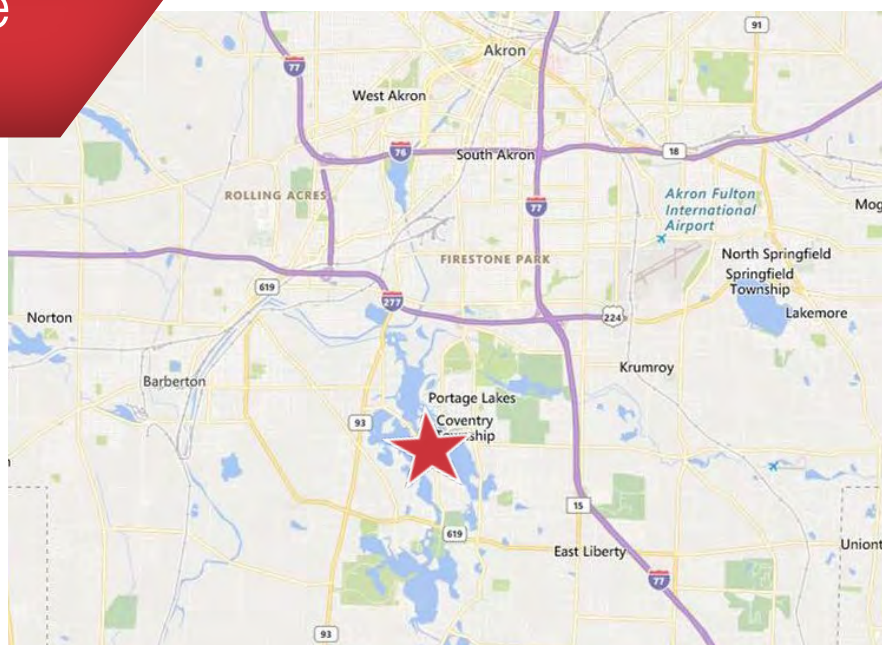 e
91
Akron
77
West Akron
76
South Akron
18
ROLLING ACRES
Akron Fulton
International
Airport
77
Mog
North Springfield
FIRESTONE PARK
Springfield
Township
619
277
Norton
224
Lakemore
Krumroy
Barberton
Portage Lakes
93
Coventry
Township
n
15
619
East Liberty
Uniont
77
93